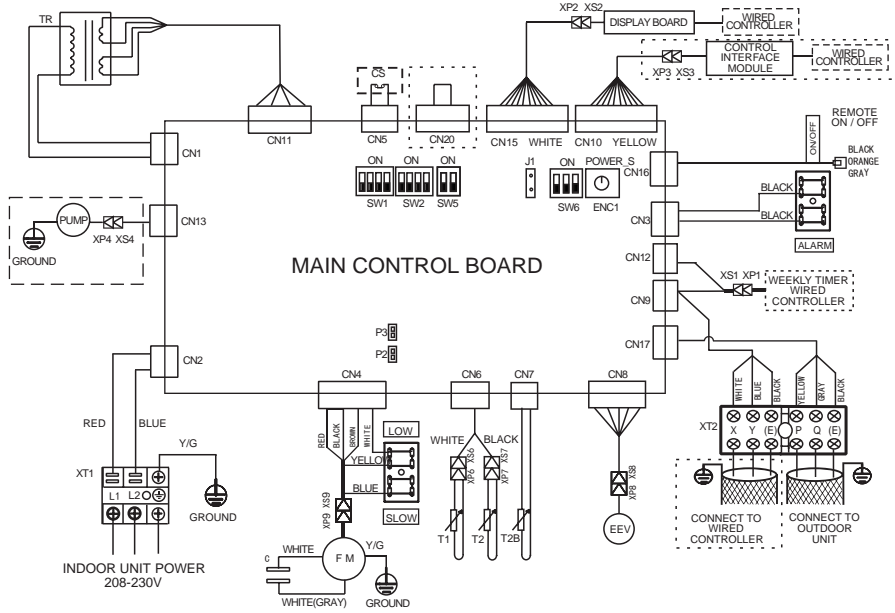 TR
XP2 XS2
DISPLAY BOARD
WIRED
CONTROLLER
XP3 XS3
CONTROL
INTERFACE
MODULE
WIRED
CONTROLLER
CS
CN11
CN5
CN20
CN15 WHITE
CN10 YELLOW
REMOTE
ON / OFF
ON/OFF
CN1
ON
SW1
ON
SW2
ON
SW5
J1
ON
SW6
POWER_S
ENC1
CN16
BLACK
ORANGE
GRAY
PUMP
XP4 XS4
GROUND
CN13
CN3
BLACK
BLACK
ALARM
MAIN CONTROL BOARD
CN12
CN9
XS1 XP1
WEEKLY TIMER
WIRED
CONTROLLER
CN17
CN2
P3
P2
CN4
CN6
CN7
CN8
RED
BLUE
Y/G
XT1
L1
L2
GROUND
INDOOR UNIT POWER
208-230V
RED
BLACK
BROWN
WHITE
YELLOW
BLUE
LOW
SLOW
XP9 XS9
C
WHITE
FM
Y/G
WHITE(GRAY)
GROUND
WHITE
BLACK
XP6 XS6
XP7 XS7
T1
T2
T2B
XP8 XS8
EEV
WHITE
BLUE
BLACK
YELLOW
GRAY
BLACK
XT2
X Y (E) P Q (E)
CONNECT TO
WIRED
CONTROLLER
CONNECT TO
OUTDOOR
UNIT